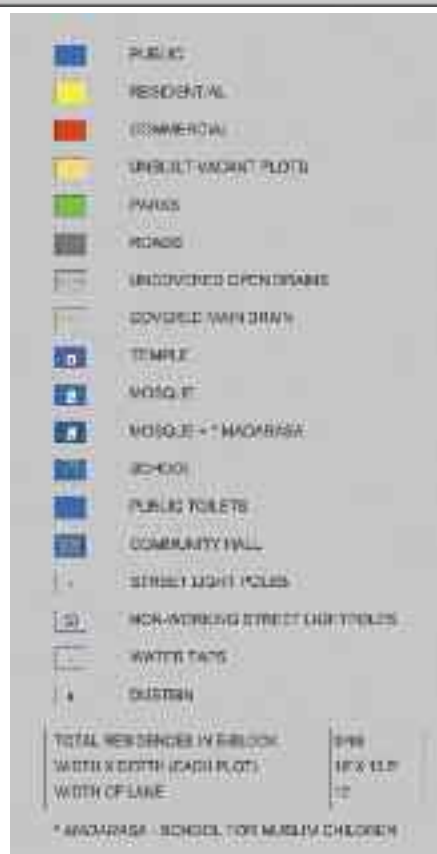 PUBLIC
RESIDENTIAL
COMMERCIAL
UNBUILT-VACANT PLOTS
PARKS
ROADS
UNCOVERED OPEN DRAINS
COVERED MAIN DRAIN
TEMPLE
MOSQUE
MOSQUE + * MADARASA
SCHOOL
PUBLIC TOILETS
COMMUNITY HALL
STREET LIGHT POLES
NON-WORKING STREET LIGHT POLES
WATER TAPS
DUSTBIN
TOTAL RESIDENCES IN
WIDTH X DEPTH (EACH PLOT)
WIDTH OF LANE
* MADARASA - SCHOOL FOR MUSLIM CHILDREN